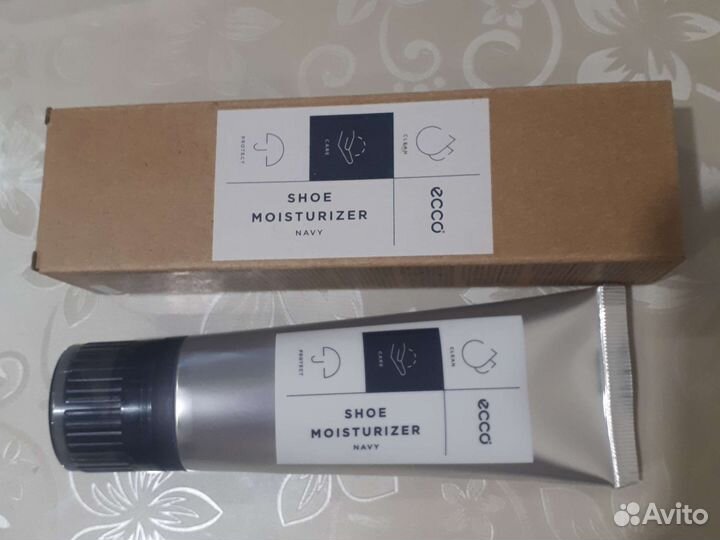 PROTECT
CARE
CLEAN
SHOE
MOISTURIZER
NAVY
ecco
PROTECT
CARE
CLEAN
SHOE
MOISTURIZER
NAVY
ecco
Avito